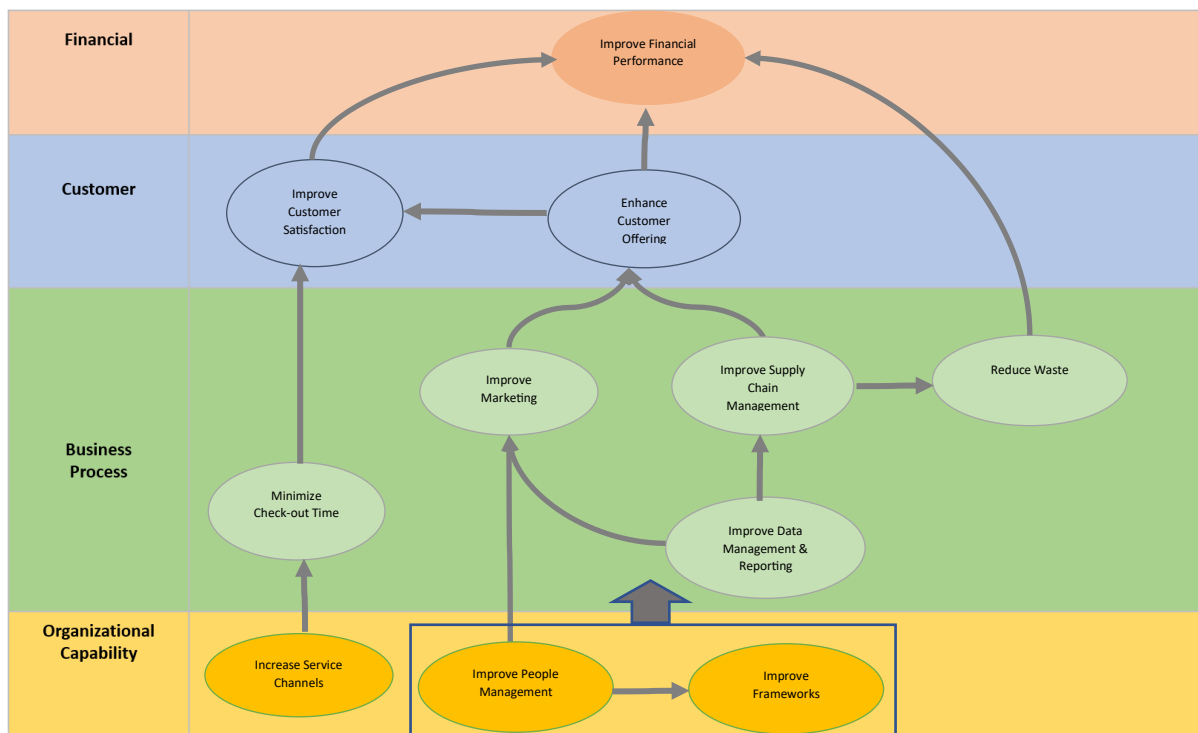 Financial
Improve Financial
Performance
Customer
Improve
Customer
Satisfaction
Enhance
Customer
Offering
Business
Process
Improve
Marketing
Improve Supply
Chain
Management
Reduce Waste
Minimize
Check-out Time
Improve Data
Management &
Reporting
Organizational
Capability
Increase Service
Channels
Improve People
Management
Improve
Frameworks